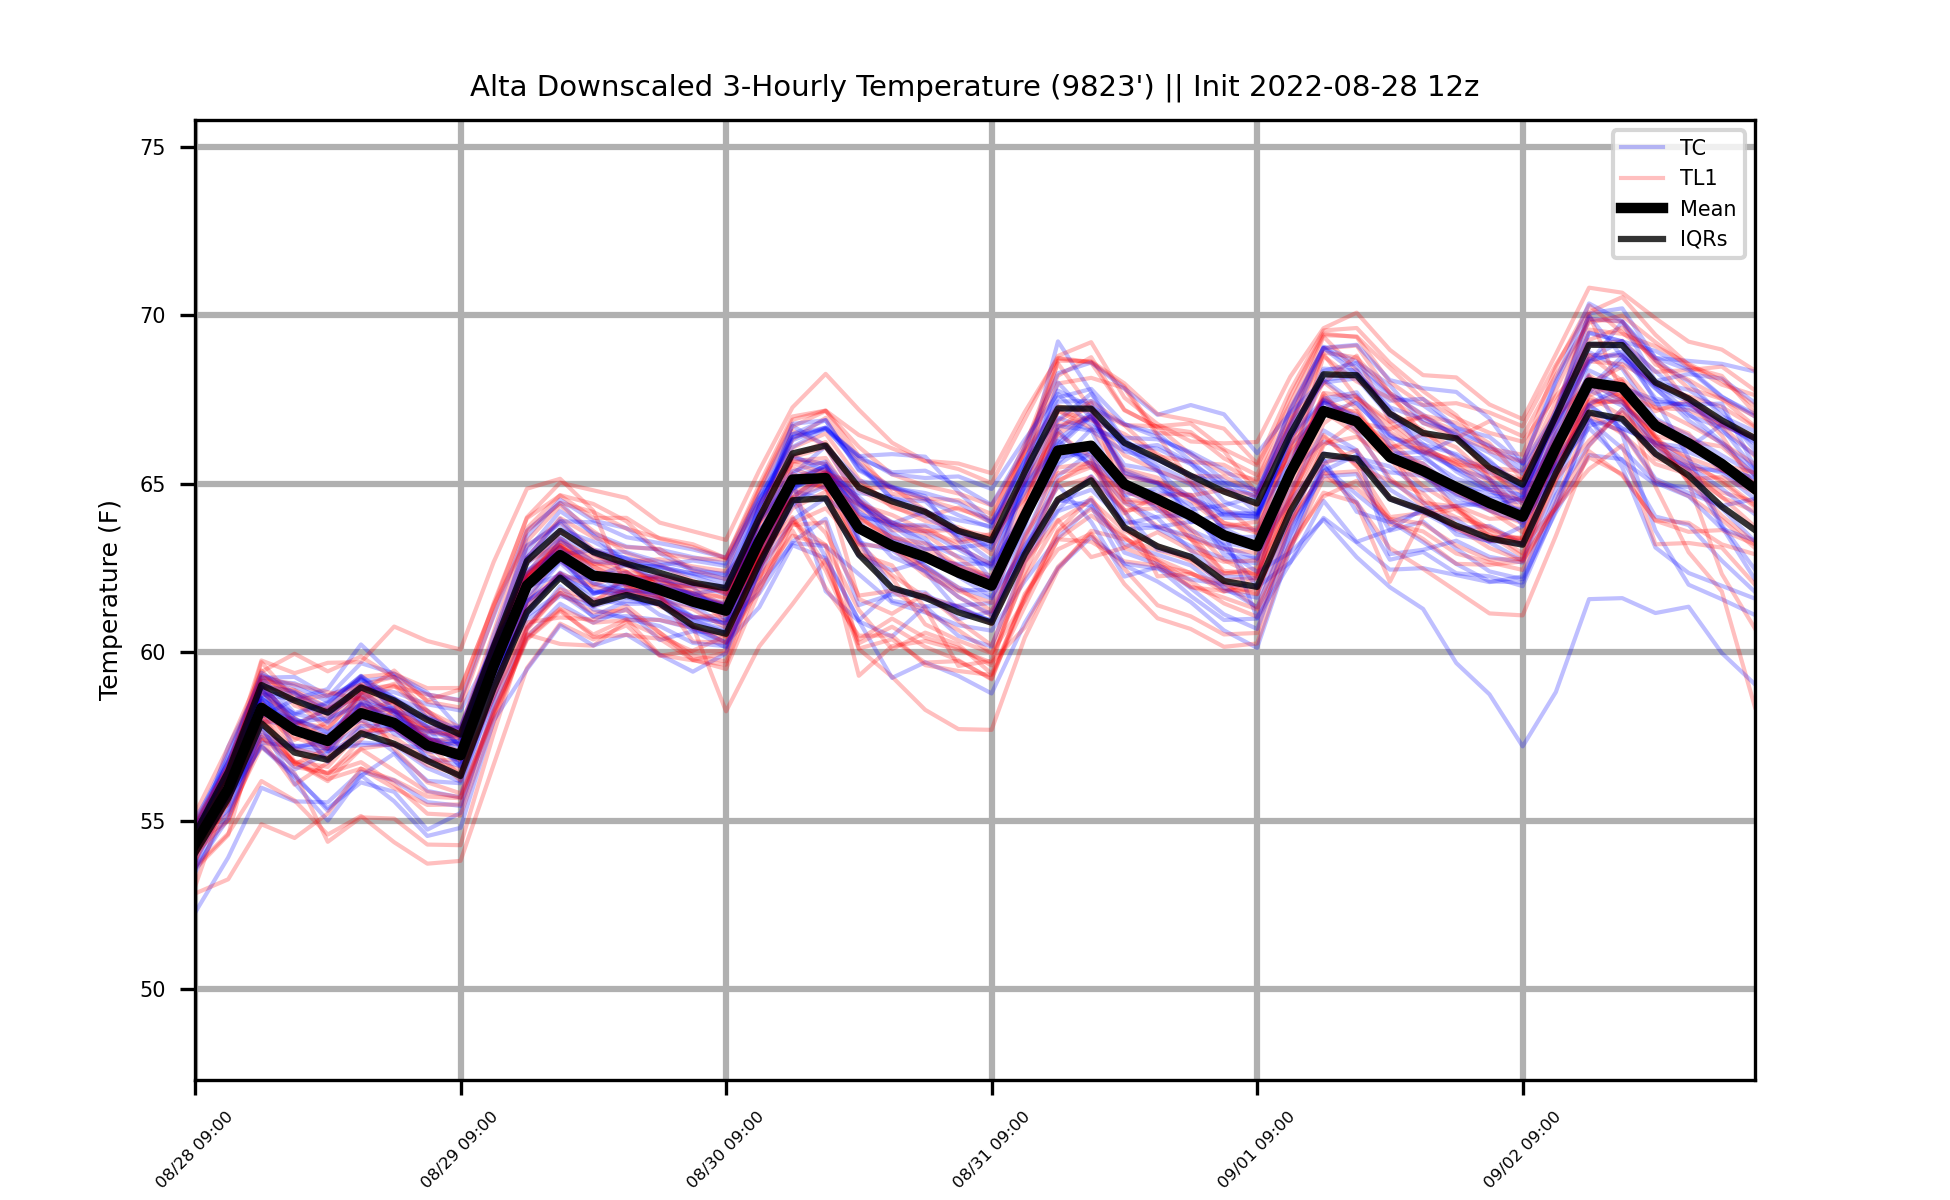 Alta Downscaled 3-Hourly Temperature (9823') || Init 2022-08-28 12z
TC
TL1
Mean
IQRs
Temperature (F)
75
70
65
60
55
50
08/28 09:00
08/29 09:00
08/30 09:00
08/31 09:00
09/01 09:00
09/02 09:00